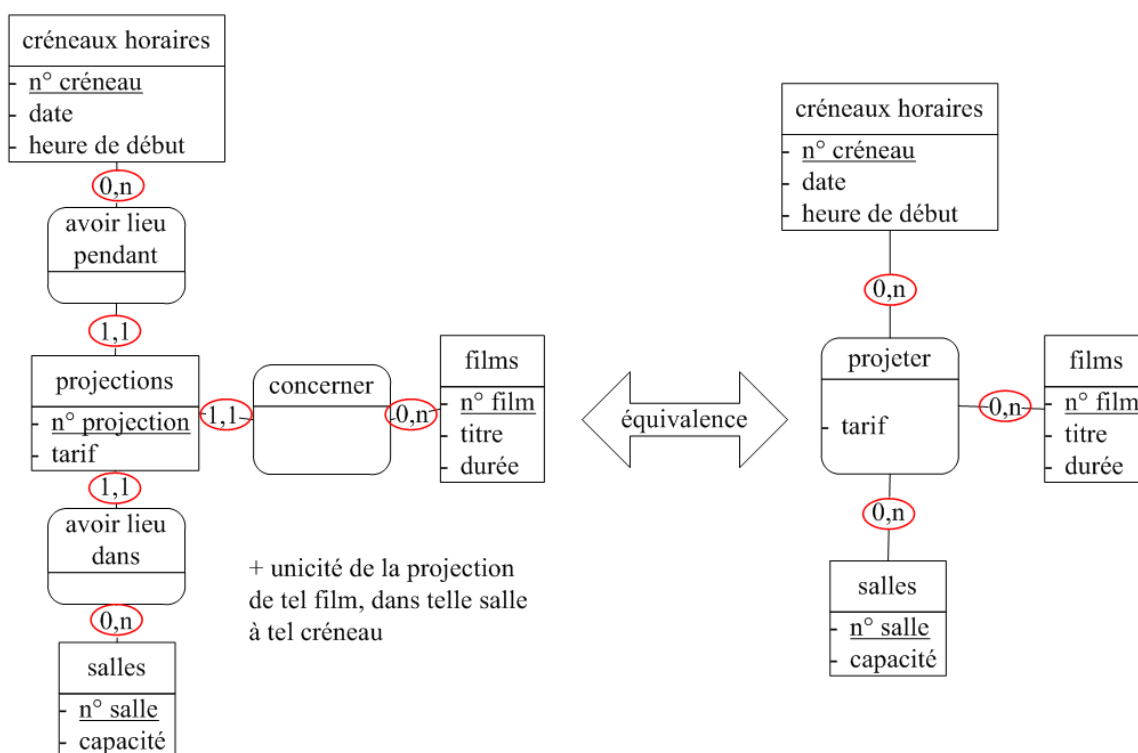 créneaux horaires
- n° créneau
- date
- heure de début
0,n
avoir lieu
pendant
1,1
projections
- n° projection
- tarif
1,1
concerner
0,n
films
- n° film
- titre
- durée
1,1
avoir lieu
dans
0,n
salles
- n° salle
- capacité
+ unicité de la projection
de tel film, dans telle salle
à tel créneau
équivalence
créneaux horaires
- n° créneau
- date
- heure de début
0,n
projeter
- tarif
0,n
films
- n° film
- titre
- durée
0,n
salles
- n° salle
- capacité